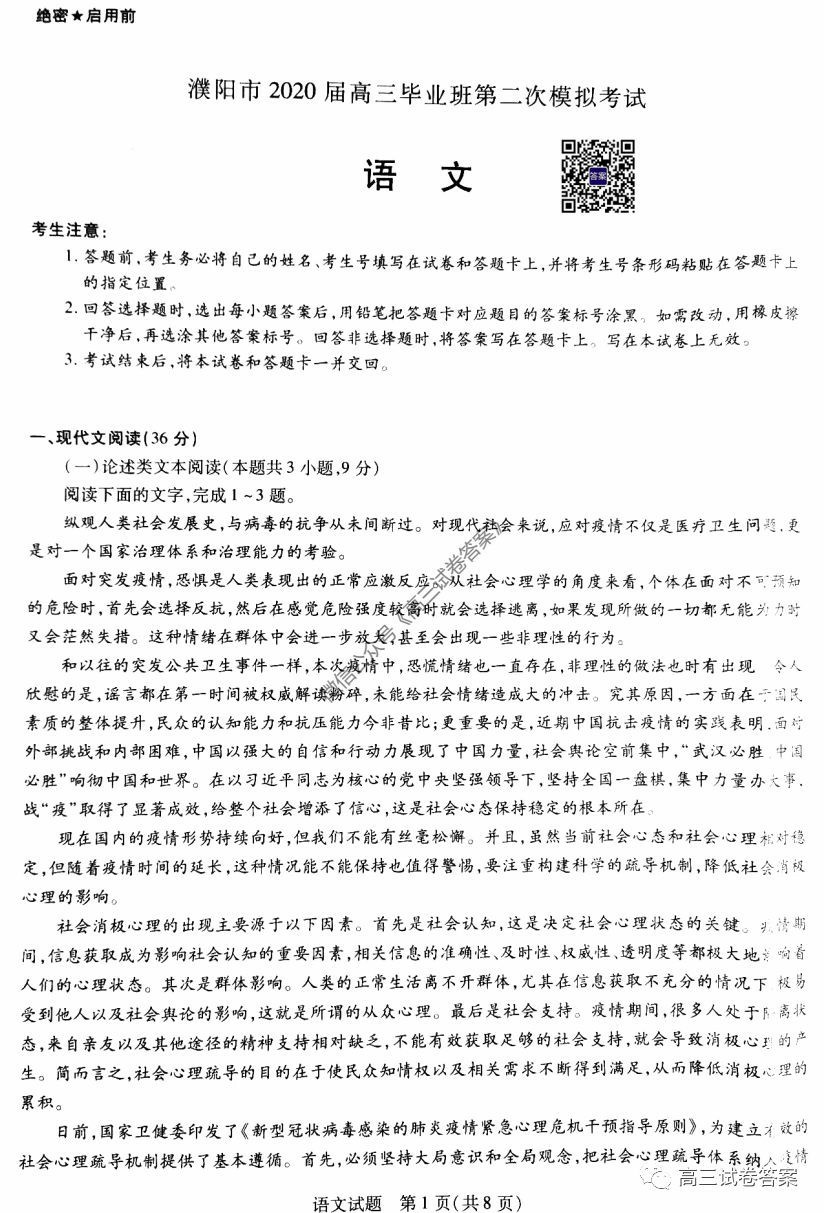 绝密★启用前
濮阳市2020届高三毕业班第二次模拟考试
语 文
答案
考生注意:
1. 答题前,考生务必将自己的姓名、考生号填写在试卷和答题卡上,并将考生号条形码粘贴在答题卡上
的指定位置。
2. 回答选择题时,选出每小题答案后,用铅笔把答题卡对应题目的答案标号涂黑。如需改动,用橡皮擦
干净后,再选涂其他答案标号。回答非选择题时,将答案写在答题卡上。写在本试卷上无效。
3. 考试结束后,将本试卷和答题卡一并交回。
一、现代文阅读(36分)
(一)论述类文本阅读(本题共3小题,9分)
阅读下面的文字,完成1~3题。
纵观人类社会发展史,与病毒的抗争从未间断过。对现代社会来说,应对疫情不仅是医疗卫生问题,更
是对一个国家治理体系和治理能力的考验。
面对突发疫情,恐惧是人类表现出的正常应激反应。从社会心理学的角度来看,个体在面对不可预知
的危险时,首先会选择反抗,然后在感觉危险强度较高时就会选择逃离,如果发现所做的一切都无能为力时
又会茫然失措。这种情绪在群体中会进一步放大,甚至会出现一些非理性的行为。
和以往的突发公共卫生事件一样,本次疫情中,恐慌情绪也一直存在,非理性的做法也时有出现 令人
欣慰的是,谣言都在第一时间被权威解读粉碎,未能给社会情绪造成大的冲击。究其原因,一方面在于国民
素质的整体提升,民众的认知能力和抗压能力今非昔比;更重要的是,近期中国抗击疫情的实践表明,面对
外部挑战和内部困难,中国以强大的自信和行动力展现了中国力量,社会舆论空前集中,“武汉必胜 中国
必胜”响彻中国和世界。在以习近平同志为核心的党中央坚强领导下,坚持全国一盘棋,集中力量办大事,
战“疫”取得了显著成效,给整个社会增添了信心,这是社会心态保持稳定的根本所在。
现在国内的疫情形势持续向好,但我们不能有丝毫松懈。并且,虽然当前社会心态和社会心理相对稳
定,但随着疫情时间的延长,这种情况能不能保持也值得警惕,要注重构建科学的疏导机制,降低社会消极
心理的影响。
社会消极心理的出现主要源于以下因素。首先是社会认知,这是决定社会心理状态的关键。疫情期
间,信息获取成为影响社会认知的重要因素,相关信息的准确性、及时性、权威性、透明度等都极大地影响着
人们的心理状态。其次是群体影响。人类的正常生活离不开群体,尤其在信息获取不充分的情况下 极易
受到他人以及社会舆论的影响,这就是所谓的从众心理。最后是社会支持。疫情期间,很多人处于隔离状
态,来自亲友以及其他途径的精神支持相对缺乏,不能有效获取足够的社会支持,就会导致消极心理的产
生。简而言之,社会心理疏导的目的在于使民众知情权以及相关需求不断得到满足,从而降低消极心理的
累积。
日前,国家卫健委印发了《新型冠状病毒感染的肺炎疫情紧急心理危机干预指导原则》,为建立有效的
社会心理疏导机制提供了基本遵循。首先,必须坚持大局意识和全局观念,把社会心理疏导体系纳入疫情
语文试题 第1页(共8页)
微信公众号《高三试卷答案》
高三试卷答案